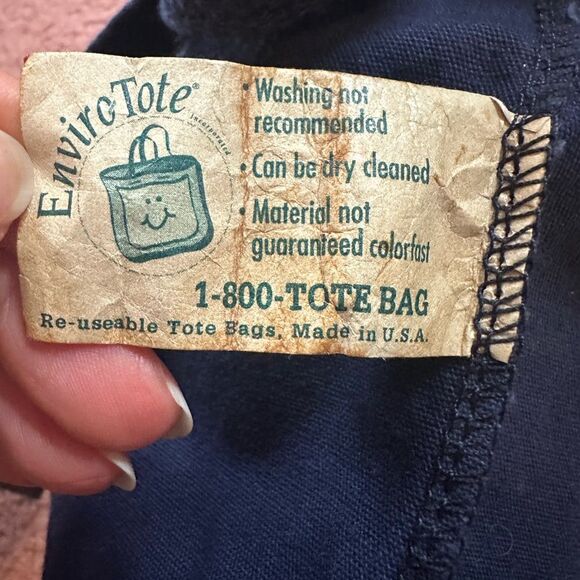 EnviroTote®
Incorporated
• Washing not
recommended
• Can be dry cleaned
• Material not
guaranteed colorfast
1-800-TOTE BAG
Re-useable Tote Bags, Made in U.S.A.